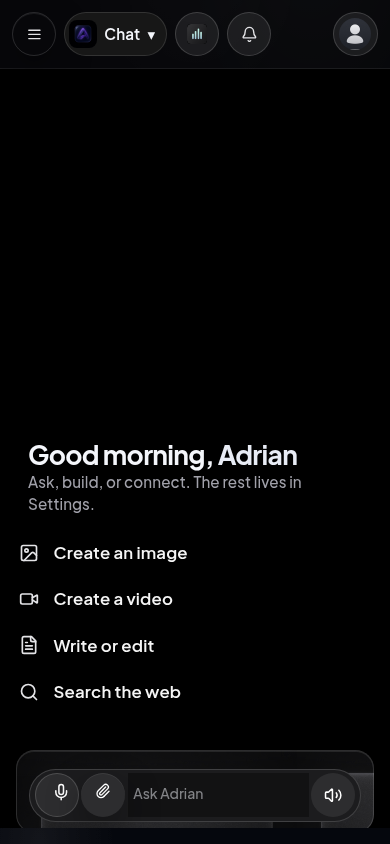 Chat ▾
Good morning, Adrian
Ask, build, or connect. The rest lives in
Settings.
Create an image
Create a video
Write or edit
Search the web
Ask Adrian